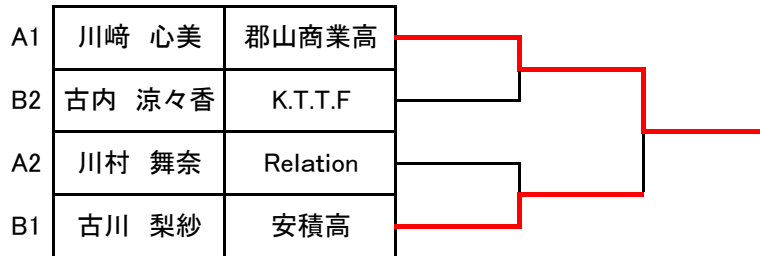 A1 川﨑　心美 郡山商業高
B2 古内　涼々香 K.T.T.F
A2 川村　舞奈 Relation
B1 古川　梨紗 安積高